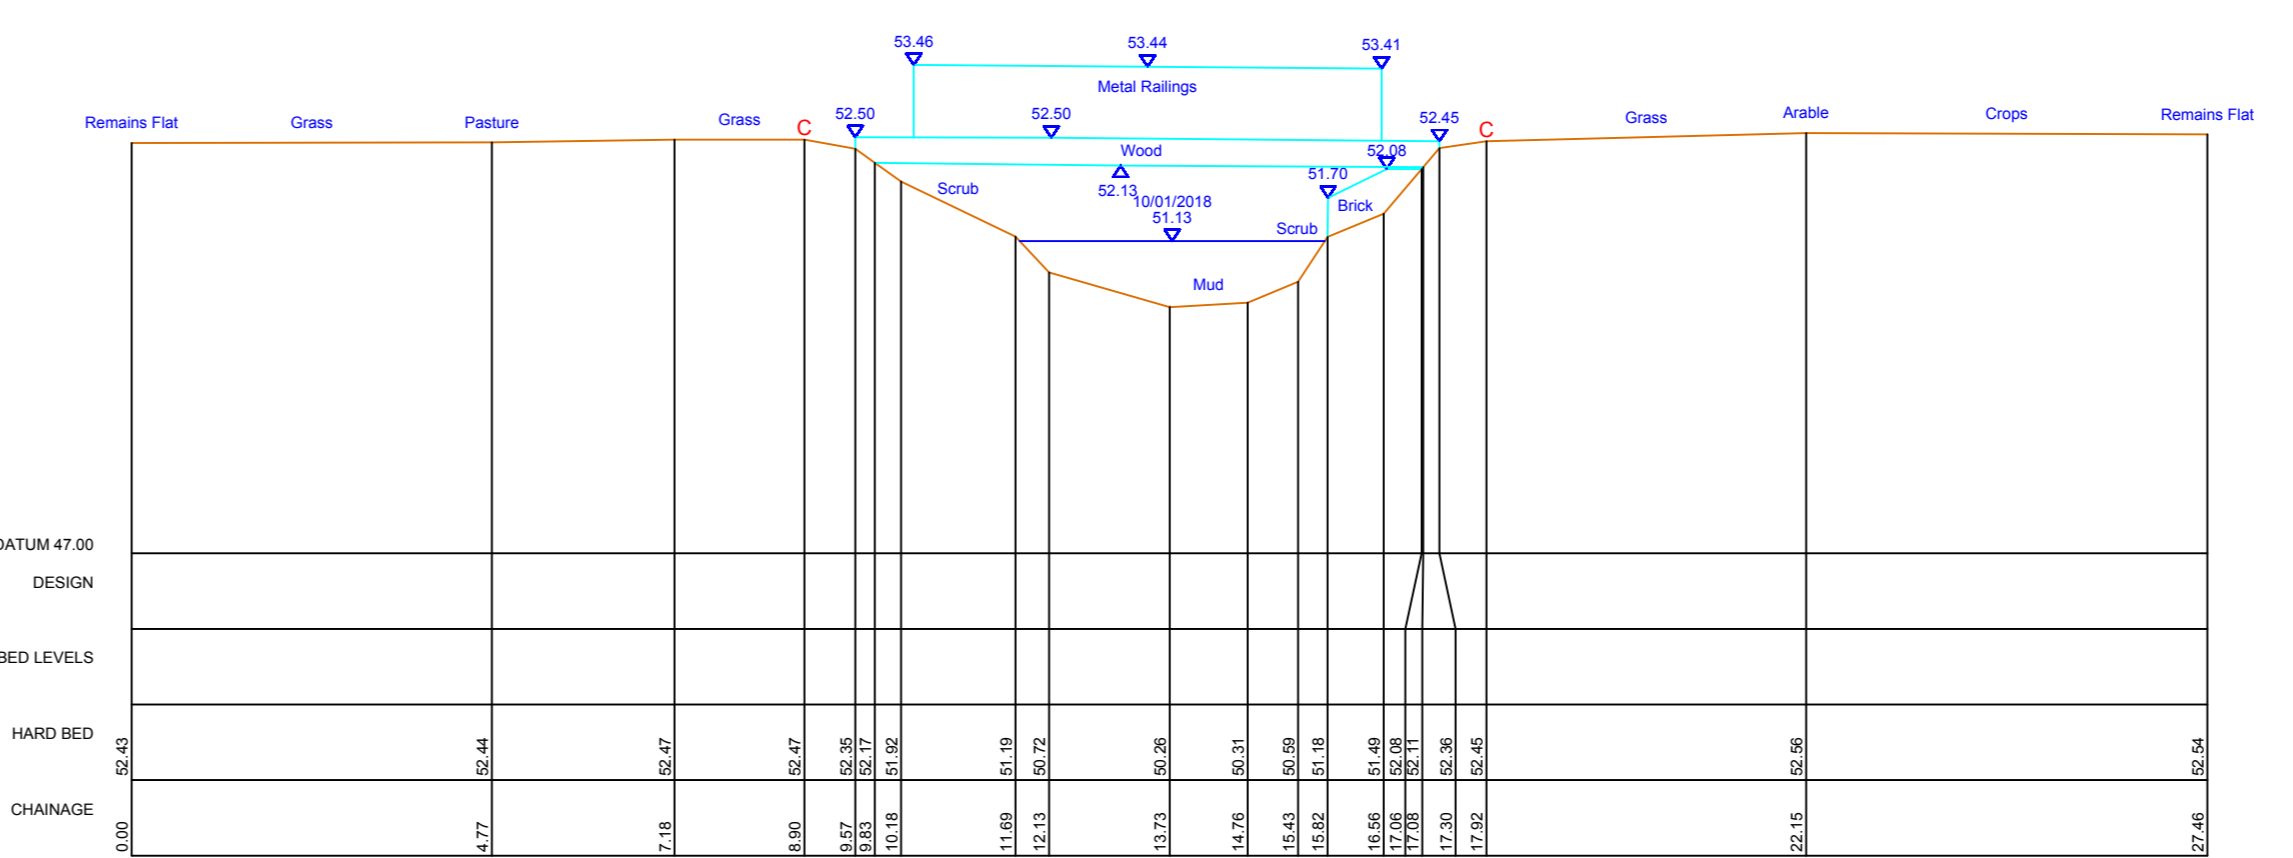 53.46
53.44
53.41
Metal Railings
Remains Flat
Grass
Pasture
Grass
C
52.50
52.50
52.45
C
Grass
Arable
Crops
Remains Flat
Wood
52.08
52.13
51.70
Scrub
10/01/2018
51.13
Brick
Scrub
Mud
DATUM 47.00
DESIGN
BED LEVELS
HARD BED
52.43
52.44
52.47
52.47
52.35
52.17
51.92
51.19
50.72
50.26
50.31
50.59
51.18
51.49
52.08
52.11
52.36
52.45
52.56
52.54
CHAINAGE
0.00
4.77
7.18
8.90
9.57
9.83
10.18
11.69
12.13
13.73
14.76
15.43
15.82
16.56
17.06
17.08
17.30
17.92
22.15
27.46